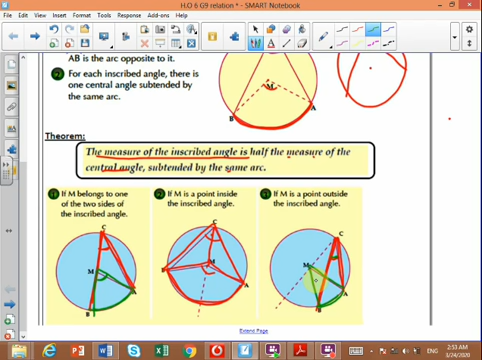 H.O 6 G9 relation * - SMART Notebook
File Edit View Insert Format Tools Response Add-ons Help
AB is the arc opposite to it.
For each inscribed angle, there is
one central angle subtended by
the same arc.
M
B
A
Theorem:
The measure of the inscribed angle is half the measure of the
central angle, subtended by the same arc.
If M belongs to one
of the two sides of
the inscribed angle.
If M is a point inside
the inscribed angle.
If M is a point outside
the inscribed angle.
C
M
A
B
C
M
A
C
M
A
B
Extend Page
2:53 AM
3/24/2020